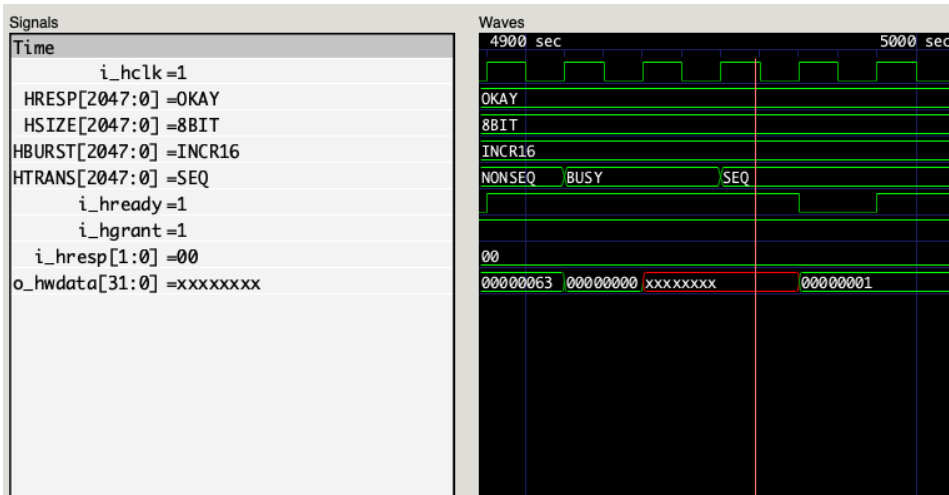 Signals
Time
i_hclk =1
HRESP[2047:0] =OKAY
HSIZE[2047:0] =8BIT
HBURST[2047:0] =INCR16
HTRANS[2047:0] =SEQ
i_hready =1
i_hgrant =1
i_hresp[1:0] =00
o_hwdata[31:0] =xxxxxxxx
Waves
4900 sec 5000 sec
OKAY
8BIT
INCR16
NONSEQ BUSY SEQ
00
00000063 00000000 xxxxxxxx 00000001